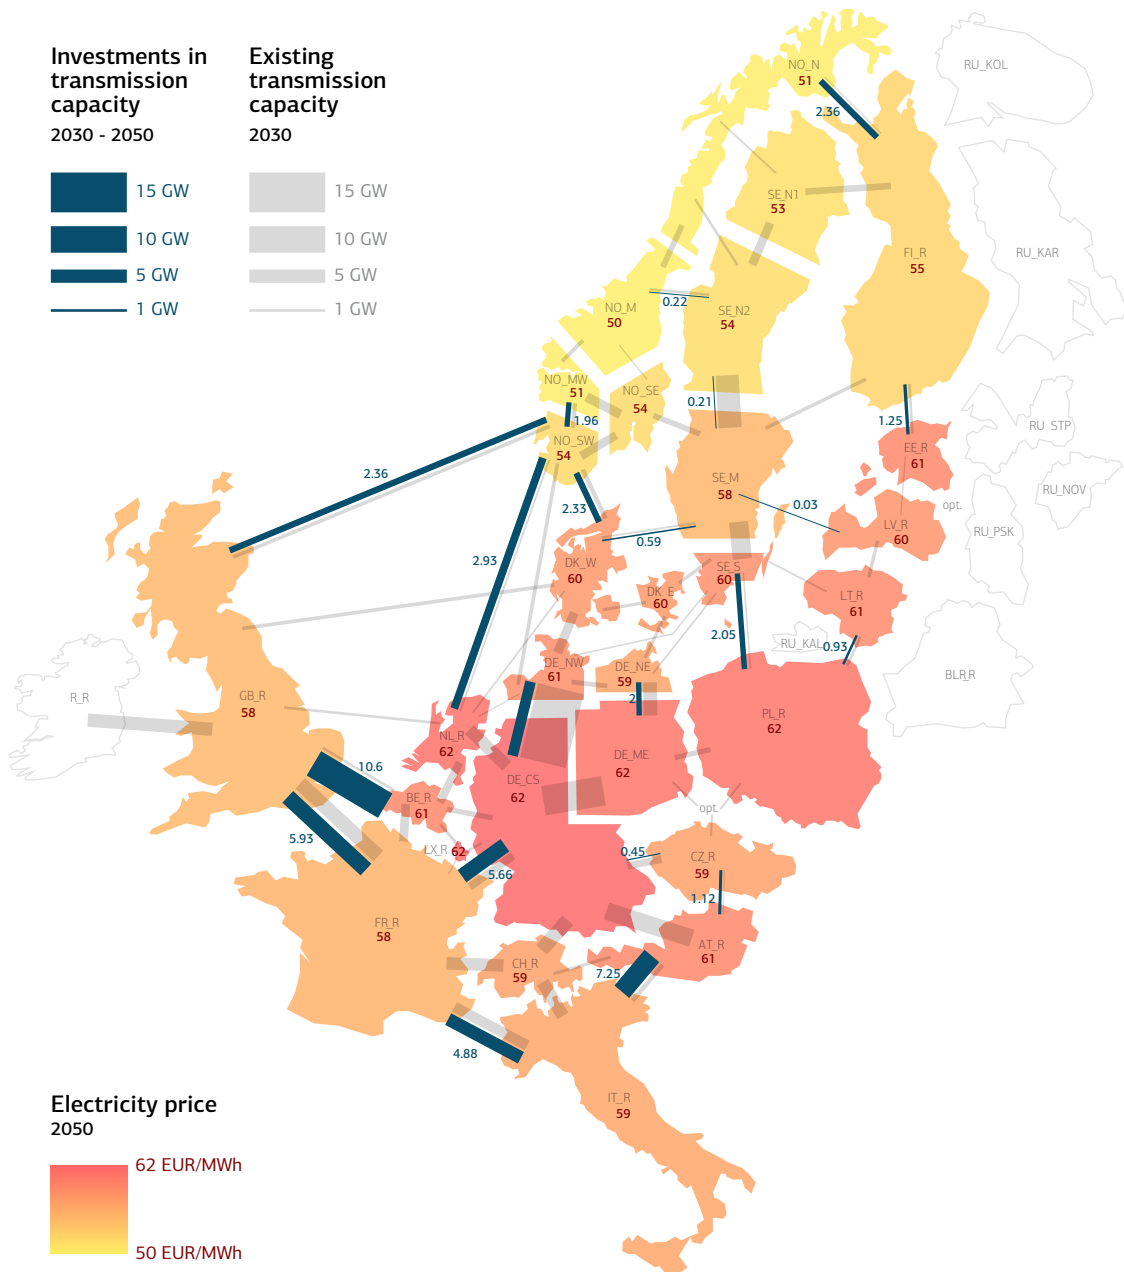 Investments in
transmission
capacity
2030 - 2050
15 GW
10 GW
5 GW
1 GW
Existing
transmission
capacity
2030
15 GW
10 GW
5 GW
1 GW
NO_N
51
RU_KOL
2.36
SE_N1
53
FI_R
55
RU_KAR
NO_M
50
0.22
SE_N2
54
NO_MW
51
NO_SE
54
0.21
1.96
1.25
NO_SW
54
EE_R
61
RU_STP
2.36
SE_M
58
RU_NOV
0.03
opt.
2.33
LV_R
60
RU_PSK
0.59
2.93
DK_W
60
SE_S
60
DK_E
60
LT_R
61
2.05
RU_KAL
0.93
BLR_R
DE_NW
61
DE_NE
59
2
R_R
GB_R
58
PL_R
62
NL_R
62
DE_ME
62
10.6
DE_CS
62
BE_R
61
opt.
5.93
LX_R
62
0.45
CZ_R
59
5.66
1.12
FR_R
58
AT_R
61
CH_R
59
7.25
4.88
IT_R
59
Electricity price
2050
62 EUR/MWh
50 EUR/MWh